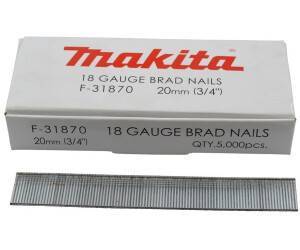 makita
18 GAUGE BRAD NAILS
F-31870 20mm (3/4")
F-31870 18 GAUGE BRAD NAILS
20mm (3/4") QTY.5,000pcs.